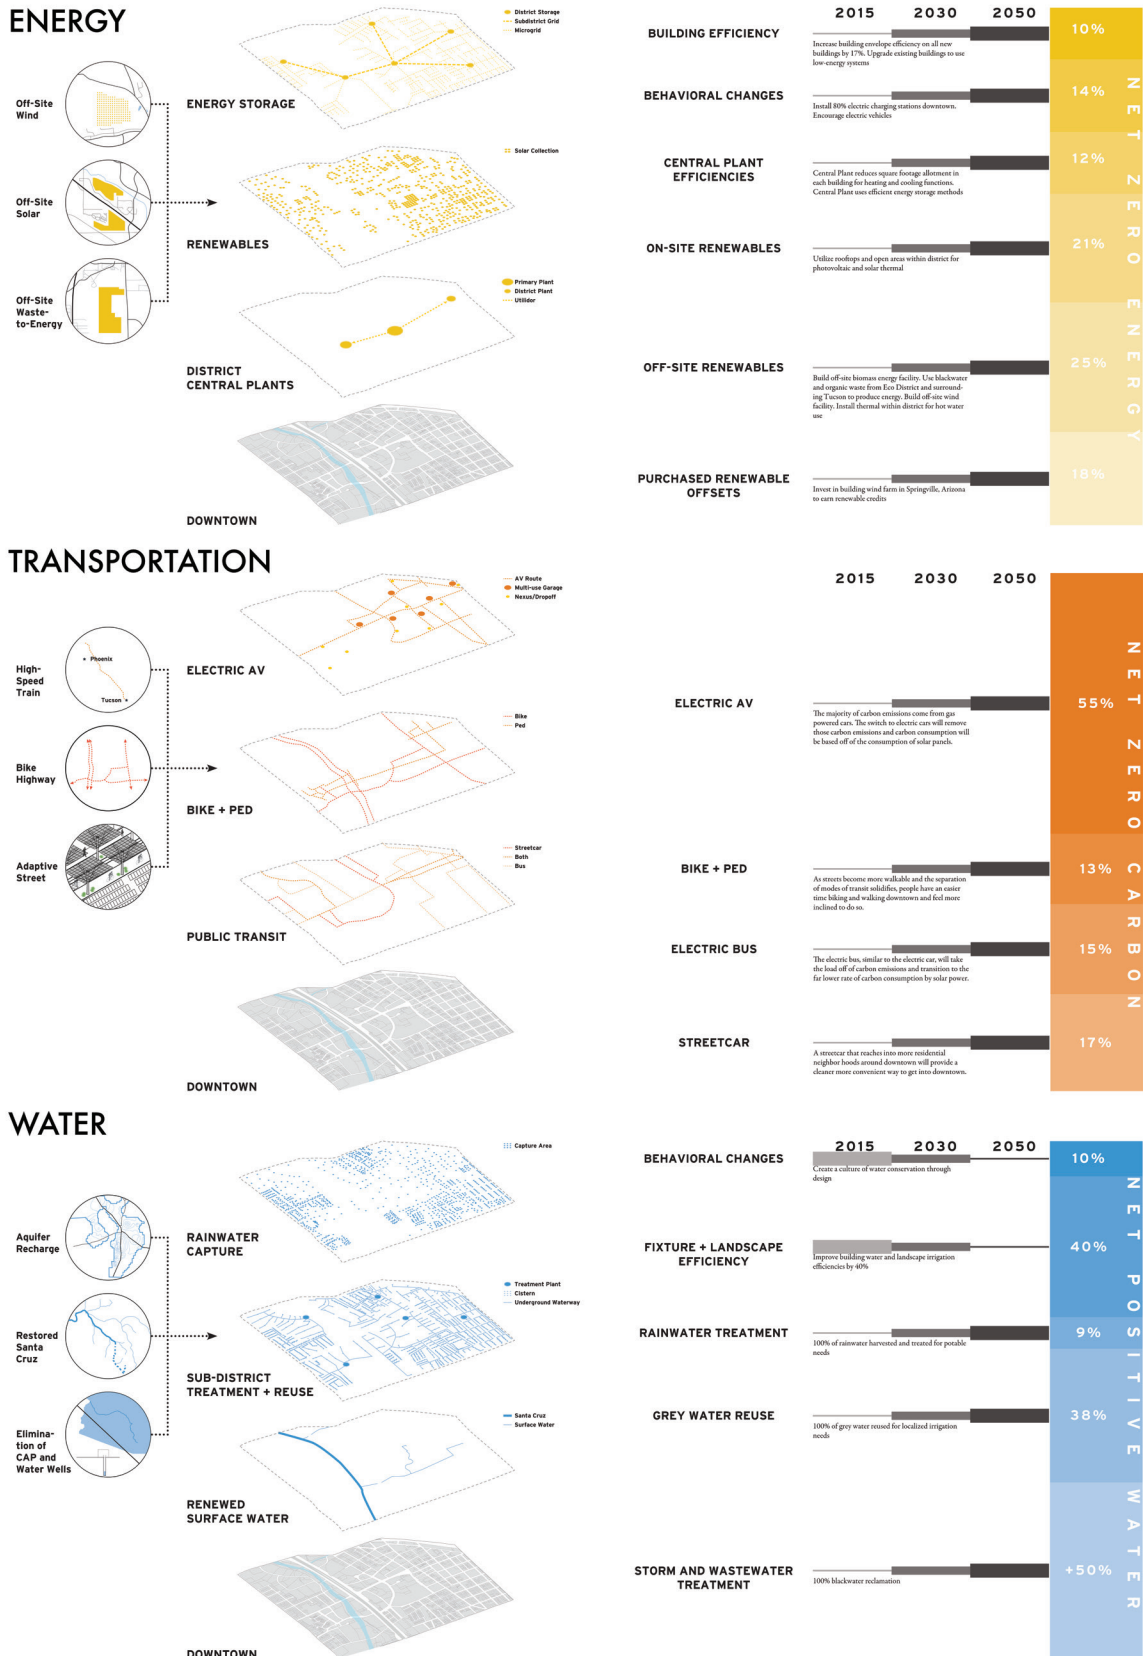 ENERGY
Off-Site
Wind
Off-Site
Solar
Off-Site
Waste-
to-Energy
District Storage
Subdistrict Grid
Microgrid
ENERGY STORAGE
Solar Collection
RENEWABLES
Primary Plant
District Plant
Utilidor
DISTRICT
CENTRAL PLANTS
DOWNTOWN
2015 2030 2050
BUILDING EFFICIENCY
Increase building envelope efficiency on all new
buildings by 17%. Upgrade existing buildings to use
low-energy systems
10%
BEHAVIORAL CHANGES
Install 80% electric charging stations downtown.
Encourage electric vehicles
14%
CENTRAL PLANT
EFFICIENCIES
Central Plant reduces square footage allotment in
each building for heating and cooling functions.
Central Plant uses efficient energy storage methods
12%
ON-SITE RENEWABLES
Utilize rooftops and open areas within district for
photovoltaic and solar thermal
21%
OFF-SITE RENEWABLES
Build off-site biomass energy facility. Use blackwater
and organic waste from Eco District and surround-
ing Tucson to produce energy. Build off-site wind
facility. Install thermal within district for hot water
use
25%
PURCHASED RENEWABLE
OFFSETS
Invest in building wind farm in Springville, Arizona
to earn renewable credits
18%
NET ZERO ENERGY
TRANSPORTATION
High-
Speed
Train
Phoenix
Tucson
Bike
Highway
Adaptive
Street
AV Route
Multi-use Garage
Nexus/Dropoff
ELECTRIC AV
Bike
Ped
BIKE + PED
Streetcar
Both
Bus
PUBLIC TRANSIT
DOWNTOWN
2015 2030 2050
ELECTRIC AV
The majority of carbon emissions come from gas
powered cars. The switch to electric cars will remove
those carbon emissions and carbon consumption will
be based off of the consumption of solar panels.
55%
BIKE + PED
As streets become more walkable and the separation
of modes of transit solidifies, people have an easier
time biking and walking downtown and feel more
inclined to do so.
13%
ELECTRIC BUS
The electric bus, similar to the electric car, will take
the load off of carbon emissions and transition to the
far lower rate of carbon consumption by solar power.
15%
STREETCAR
A streetcar that reaches into more residential
neighbor hoods around downtown will provide a
cleaner more convenient way to get into downtown.
17%
NET ZERO CARBON
WATER
Aquifer
Recharge
Restored
Santa
Cruz
Elimina-
tion of
CAP and
Water Wells
Capture Area
RAINWATER
CAPTURE
Treatment Plant
Cistern
Underground Waterway
SUB-DISTRICT
TREATMENT + REUSE
Santa Cruz
Surface Water
RENEWED
SURFACE WATER
DOWNTOWN
2015 2030 2050
BEHAVIORAL CHANGES
Create a culture of water conservation through
design
10%
FIXTURE + LANDSCAPE
EFFICIENCY
Improve building water and landscape irrigation
efficiencies by 40%
40%
RAINWATER TREATMENT
100% of rainwater harvested and treated for potable
needs
9%
GREY WATER REUSE
100% of grey water reused for localized irrigation
needs
38%
STORM AND WASTEWATER
TREATMENT
100% blackwater reclamation
+50%
NET POSITIVE WATER